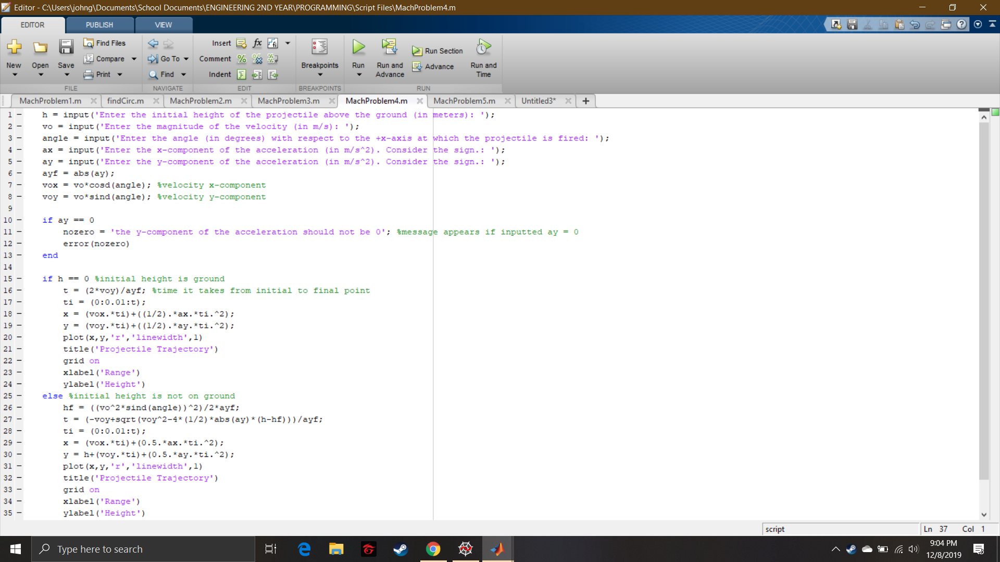 Editor - C:\Users\johng\Documents\School Documents\ENGINEERING 2ND YEAR\PROGRAMMING\Script Files\MachProblem4.m
EDITOR PUBLISH VIEW
New Open Save Find Files Compare Print
Go To Find
Insert fx fi
Comment % % %
Indent
Breakpoints
Run Run and Advance Run Section Advance Run and Time
FILE NAVIGATE EDIT BREAKPOINTS RUN
MachProblem1.m findCirc.m MachProblem2.m MachProblem3.m MachProblem4.m MachProblem5.m Untitled3* +
1 - h = input('Enter the initial height of the projectile above the ground (in meters): ');
2 - vo = input('Enter the magnitude of the velocity (in m/s): ');
3 - angle = input('Enter the angle (in degrees) with respect to the +x-axis at which the projectile is fired: ');
4 - ax = input('Enter the x-component of the acceleration (in m/s^2). Consider the sign.: ');
5 - ay = input('Enter the y-component of the acceleration (in m/s^2). Consider the sign.: ');
6 - ayf = abs(ay);
7 - vox = vo*cosd(angle); %velocity x-component
8 - voy = vo*sind(angle); %velocity y-component
9
10 - if ay == 0
11 - nozero = 'the y-component of the acceleration should not be 0'; %message appears if inputted ay = 0
12 - error(nozero)
13 - end
14
15 - if h == 0 %initial height is ground
16 - t = (2*voy)/ayf; %time it takes from initial to final point
17 - ti = (0:0.01:t);
18 - x = (vox.*ti)+((1/2).*ax.*ti.^2);
19 - y = (voy.*ti)+((1/2).*ay.*ti.^2);
20 - plot(x,y,'r','linewidth',1)
21 - title('Projectile Trajectory')
22 - grid on
23 - xlabel('Range')
24 - ylabel('Height')
25 - else %initial height is not on ground
26 - hf = ((vo^2*sind(angle))^2)/2*ayf;
27 - t = (-voy+sqrt(voy^2-4*(1/2)*abs(ay)*(h-hf)))/ayf;
28 - ti = (0:0.01:t);
29 - x = (vox.*ti)+(0.5.*ax.*ti.^2);
30 - y = h+(voy.*ti)+(0.5.*ay.*ti.^2);
31 - plot(x,y,'r','linewidth',1)
32 - title('Projectile Trajectory')
33 - grid on
34 - xlabel('Range')
35 - ylabel('Height')
script Ln 37 Col 1
Type here to search
9:04 PM
12/8/2019